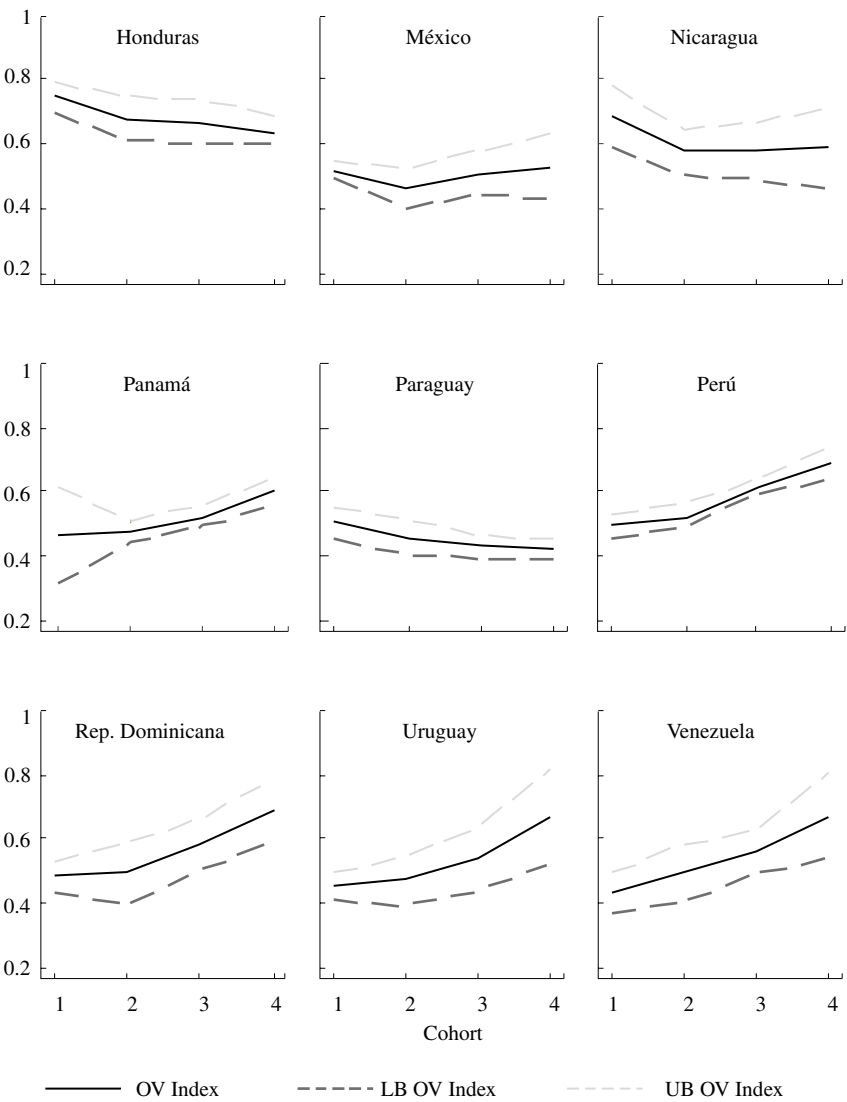 1
Honduras México Nicaragua
0.8
0.6
0.4
0.2
1
Panamá Paraguay Perú
0.8
0.6
0.4
0.2
1
Rep. Dominicana Uruguay Venezuela
0.8
0.6
0.4
0.2
1 2 3 4 1 2 3 4 1 2 3 4
Cohort
OV Index LB OV Index UB OV Index